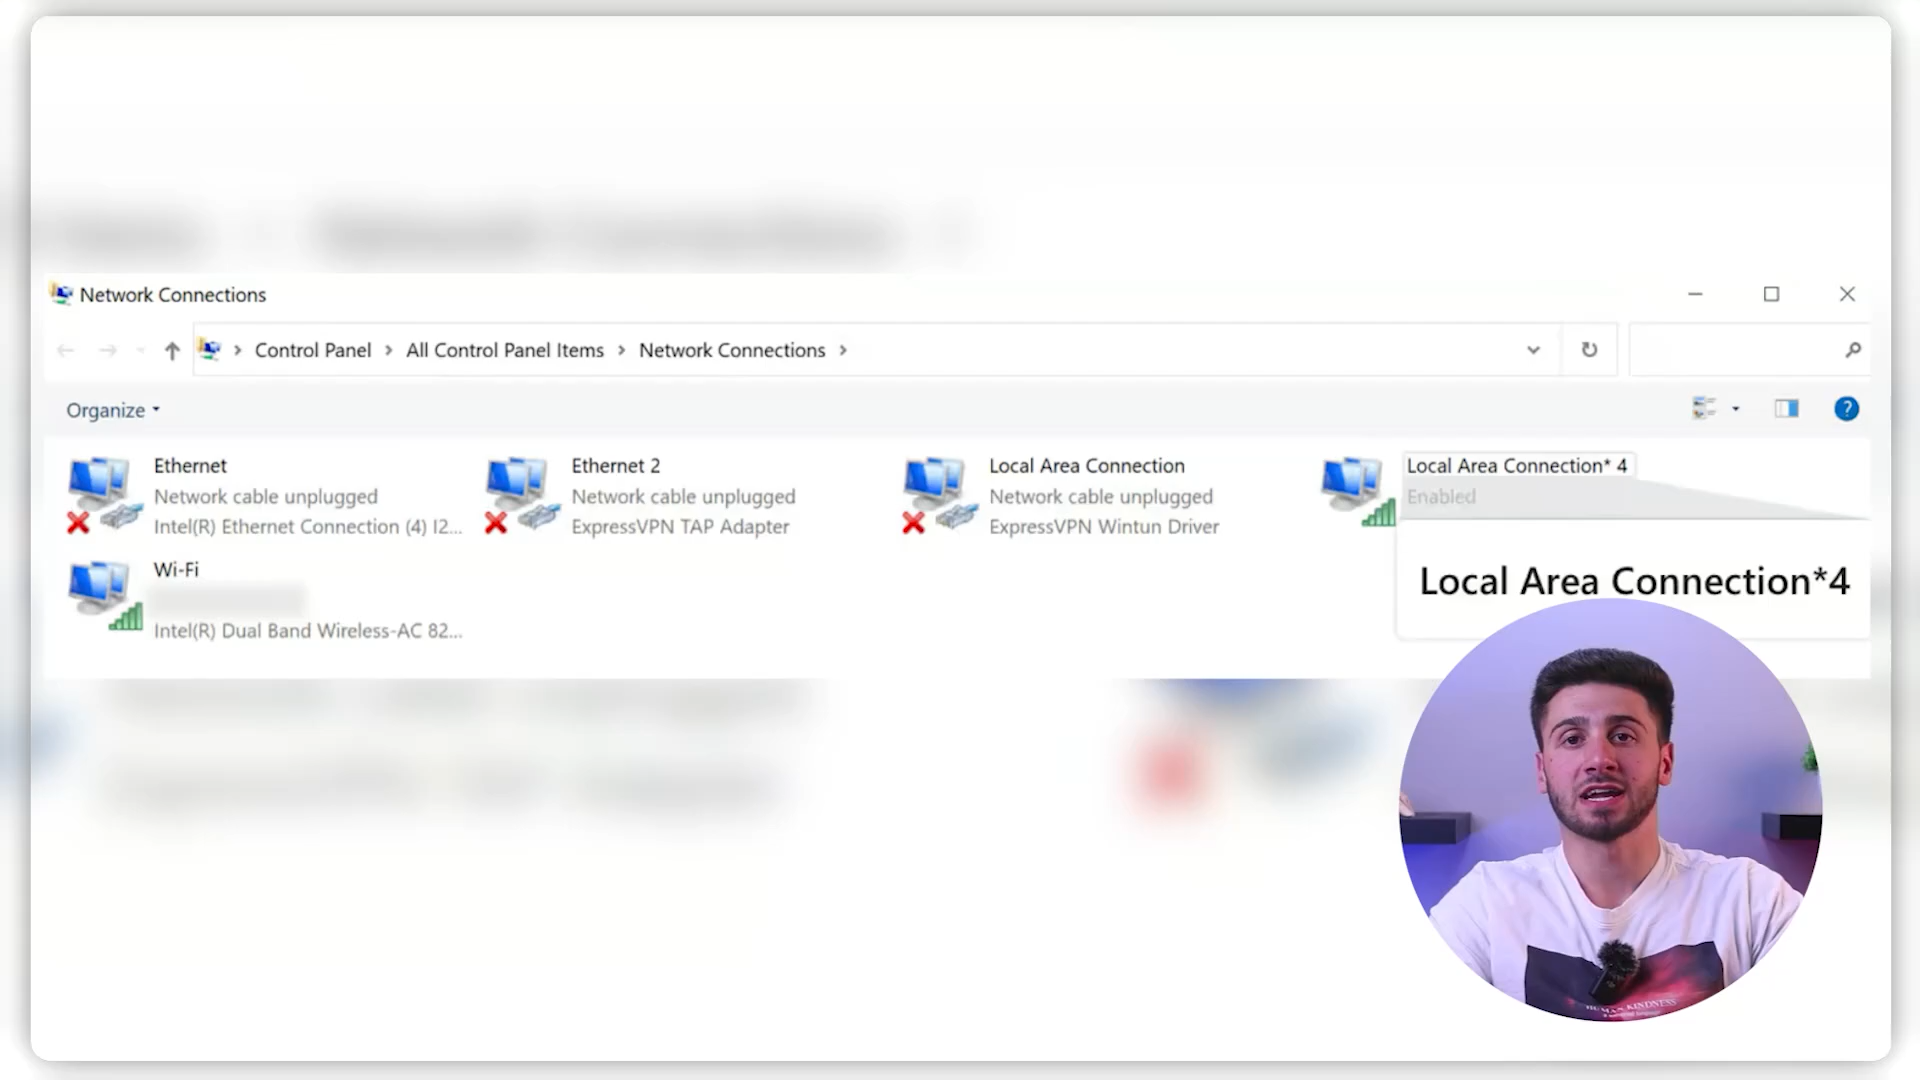 Network Connections
Control Panel
All Control Panel Items
Network Connections
Organize
Ethernet
Network cable unplugged
Intel(R) Ethernet Connection (4) I2...
Ethernet 2
Network cable unplugged
ExpressVPN TAP Adapter
Local Area Connection
Network cable unplugged
ExpressVPN Wintun Driver
Local Area Connection* 4
Enabled
Wi-Fi
Intel(R) Dual Band Wireless-AC 82...
Local Area Connection*4
HUMAN KINDNESS